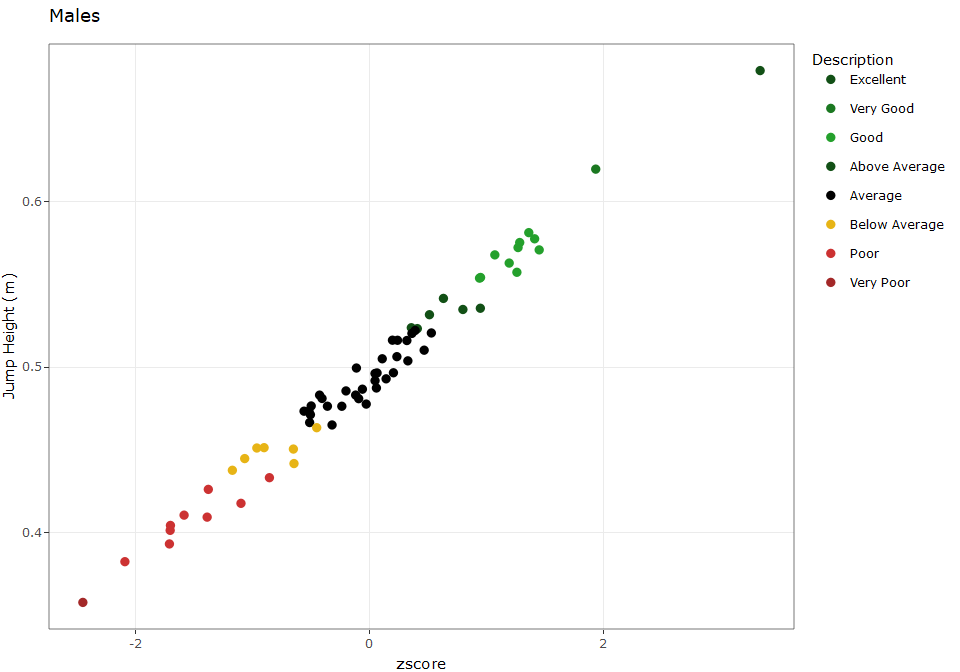 Males
Jump Height (m)
0.6
0.5
0.4
-2
0
2
zscore
Description
Excellent
Very Good
Good
Above Average
Average
Below Average
Poor
Very Poor